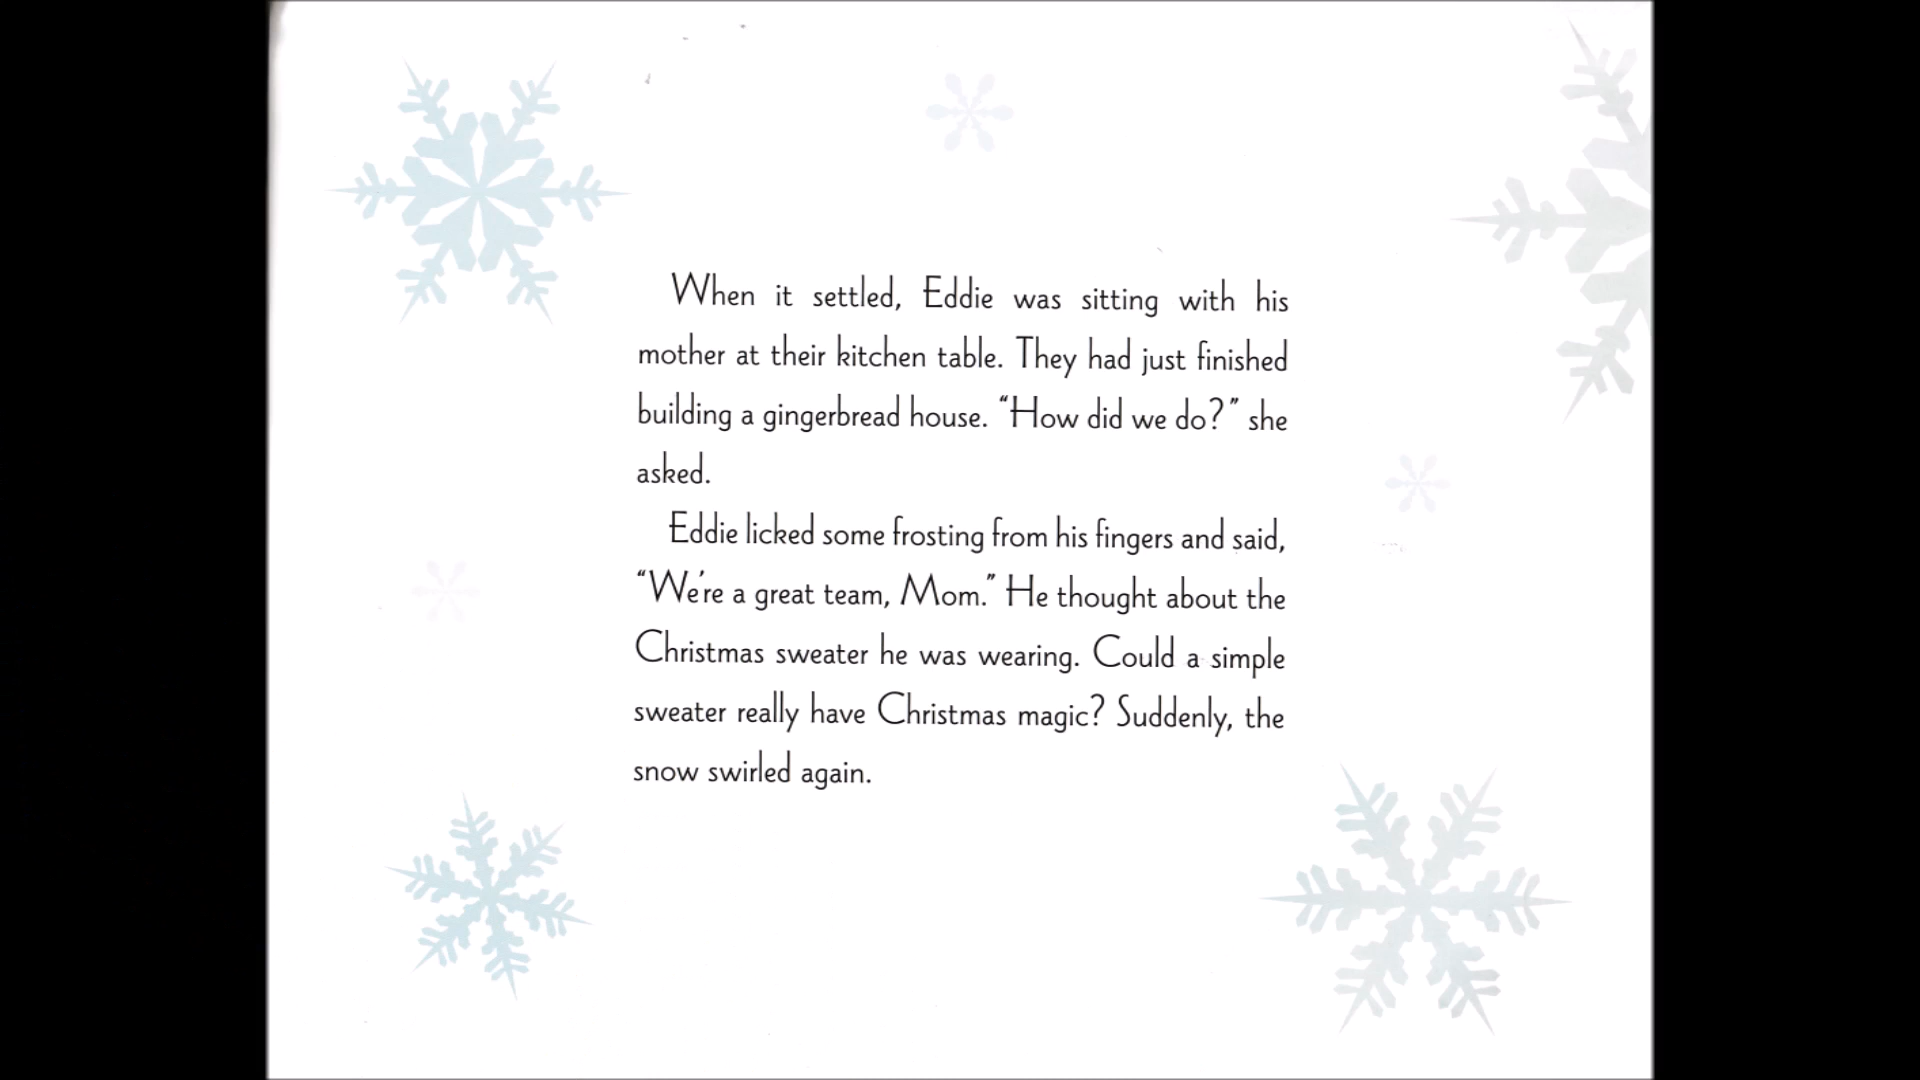 When it settled, Eddie was sitting with his
mother at their kitchen table. They had just finished
building a gingerbread house. “How did we do?” she
asked.
Eddie licked some frosting from his fingers and said,
“We’re a great team, Mom.” He thought about the
Christmas sweater he was wearing. Could a simple
sweater really have Christmas magic? Suddenly, the
snow swirled again.